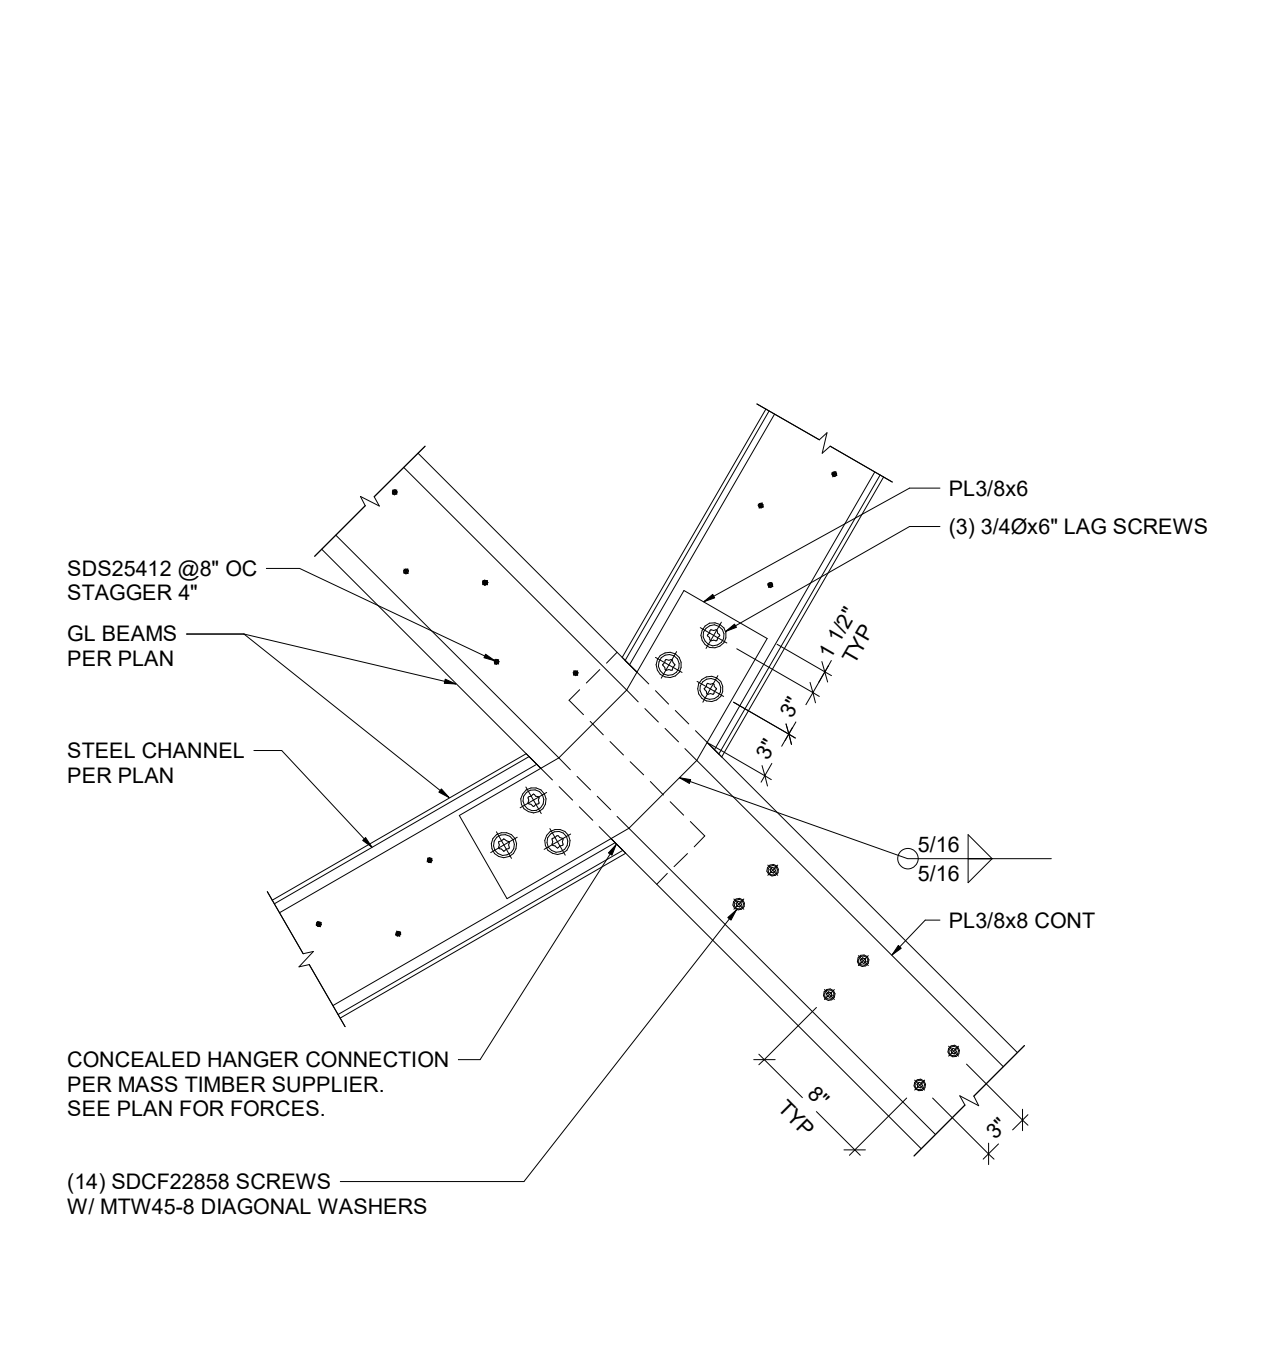 PL3/8x6
(3) 3/4Øx6" LAG SCREWS
SDS25412 @8" OC
STAGGER 4"
GL BEAMS
PER PLAN
1 1/2"
TYP
3"
3"
STEEL CHANNEL
PER PLAN
5/16
5/16
PL3/8x8 CONT
CONCEALED HANGER CONNECTION
PER MASS TIMBER SUPPLIER.
SEE PLAN FOR FORCES.
8"
TYP
3"
(14) SDCF22858 SCREWS
W/ MTW45-8 DIAGONAL WASHERS